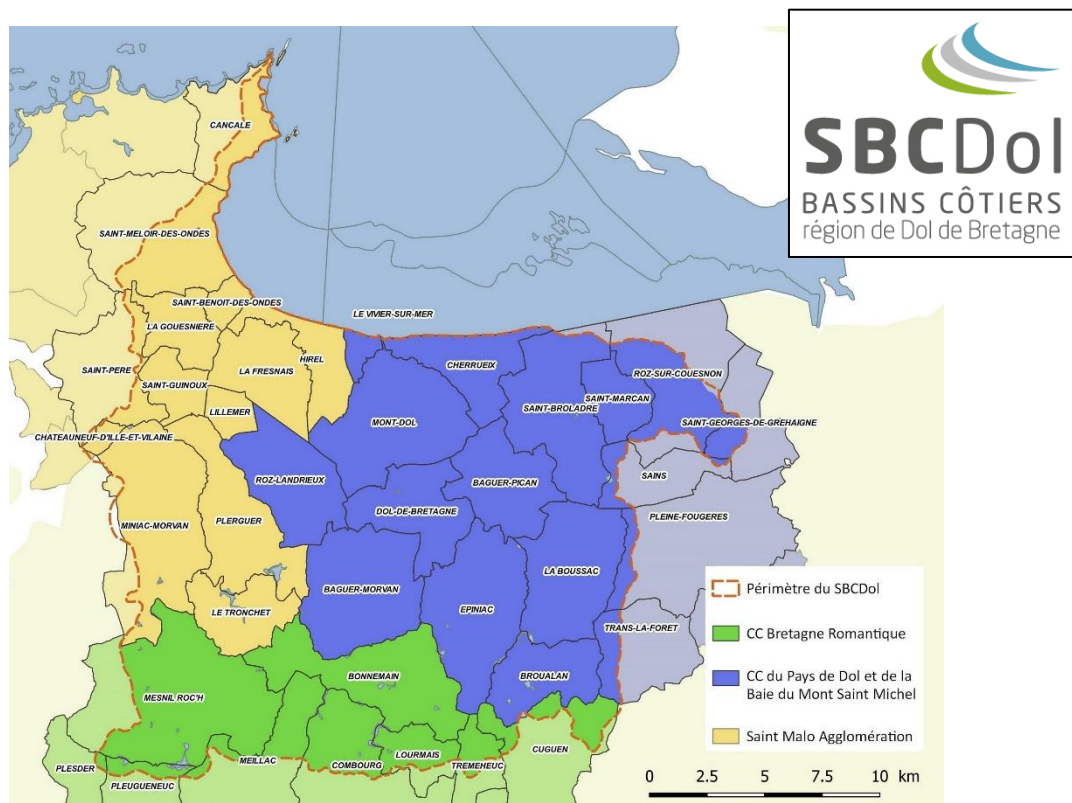 SBCDol
BASSINS CÔTIERS
région de Dol de Bretagne
CANCALE
SAINT-MELOIR-DES-ONDES
SAINT-BENOIT-DES-ONDES
LE VIVIER-SUR-MER
LA GOUESNIERE
HIREL
CHERRUEIX
SAINT-PERE
LA FRESNAIS
ROZ-SUR-COUESNON
SAINT-GUINOUX
SAINT-MARCAN
SAINT-BROLADRE
LILLEMER
MONT-DOL
SAINT-GEORGES-DE-GREHAIGNE
CHATEAUNEUF-D'ILLE-ET-VILAINE
SAINS
ROZ-LANDRIEUX
BAGUER-PICAN
DOL-DE-BRETAGNE
PLEINE-FOUGERES
MINIAC-MORVAN
PLERGUER
LA BOUSSAC
BAGUER-MORVAN
LE TRONCHET
EPINIAC
TRANS-LA-FORET
BONNEMAIN
BROUALAN
MESNIL ROC'H
CUGUEN
LOURMAIS
MEILLAC
COMBOURG
TREMEHEUC
PLESDER
PLEUGUENEUC
Périmètre du SBCDol
CC Bretagne Romantique
CC du Pays de Dol et de la
Baie du Mont Saint Michel
Saint Malo Agglomération
0 2.5 5 7.5 10 km